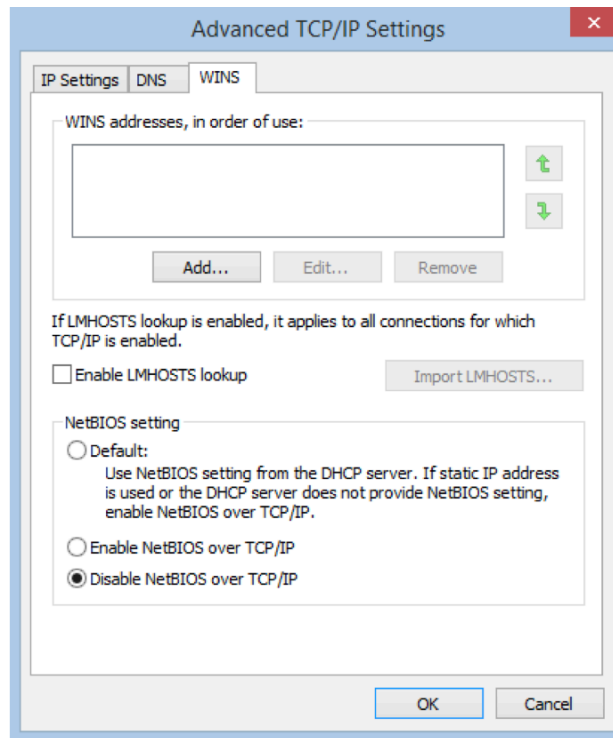 Advanced TCP/IP Settings
IP Settings
DNS
WINS
WINS addresses, in order of use:
Add...
Edit...
Remove
If LMHOSTS lookup is enabled, it applies to all connections for which
TCP/IP is enabled.
Enable LMHOSTS lookup
Import LMHOSTS...
NetBIOS setting
Default:
Use NetBIOS setting from the DHCP server. If static IP address
is used or the DHCP server does not provide NetBIOS setting,
enable NetBIOS over TCP/IP.
Enable NetBIOS over TCP/IP
Disable NetBIOS over TCP/IP
OK
Cancel